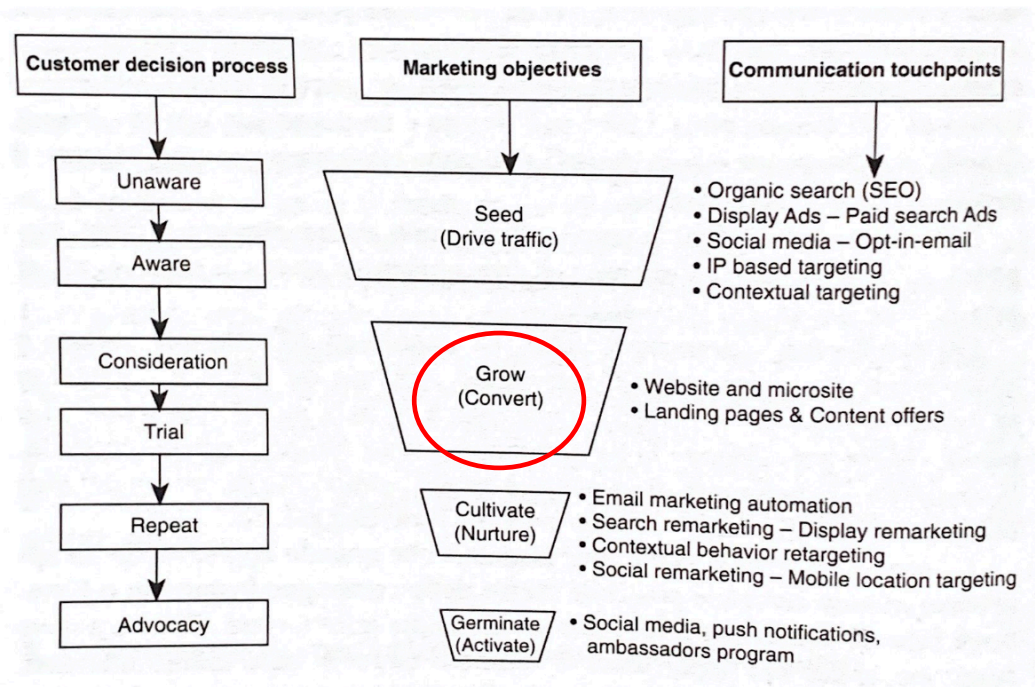 Customer decision process
Marketing objectives
Communication touchpoints
Unaware
Aware
Consideration
Trial
Repeat
Advocacy
Seed
(Drive traffic)
Grow
(Convert)
Cultivate
(Nurture)
Germinate
(Activate)
• Organic search (SEO)
• Display Ads – Paid search Ads
• Social media – Opt-in-email
• IP based targeting
• Contextual targeting
• Website and microsite
• Landing pages & Content offers
• Email marketing automation
• Search remarketing – Display remarketing
• Contextual behavior retargeting
• Social remarketing – Mobile location targeting
• Social media, push notifications,
ambassadors program